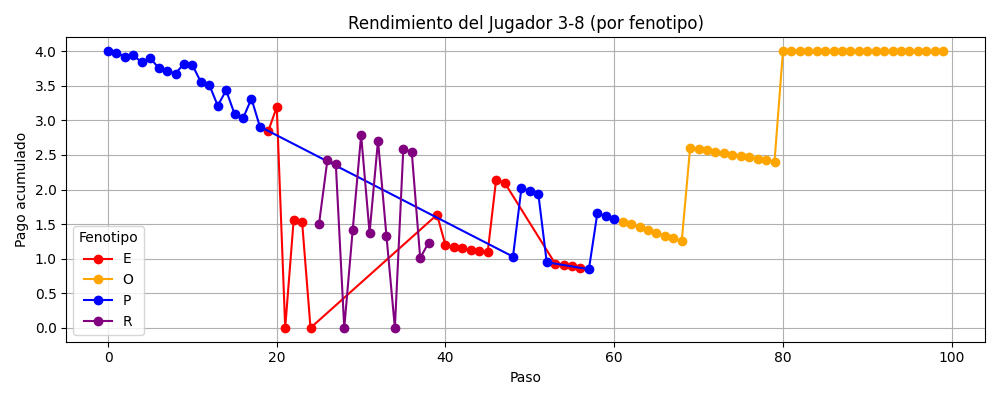 Rendimiento del Jugador 3-8 (por fenotipo)
Pago acumulado
4.0
3.5
3.0
2.5
2.0
1.5
1.0
0.5
0.0
Fenotipo
E
O
P
R
0 20 40 60 80 100
Paso